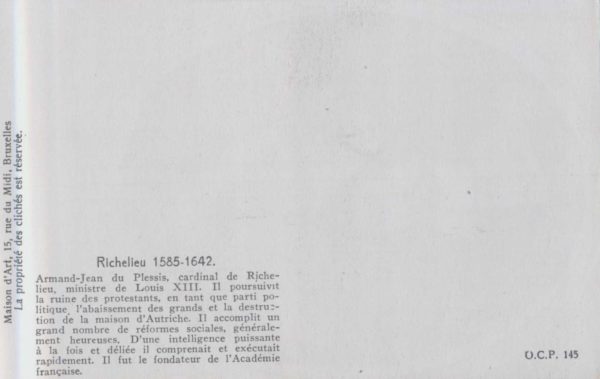 Maison d'Art, 15, rue du Midi, Bruxelles
La propriété des clichés est réservée.
Richelieu 1585-1642.
Armand-Jean du Plessis, cardinal de Riche-
lieu, ministre de Louis XIII. Il poursuivit
la ruine des protestants, en tant que parti po-
litique, l'abaissement des grands et la destruc-
tion de la maison d'Autriche. Il accomplit un
grand nombre de réformes sociales, générale-
ment heureuses. D'une intelligence puissante
à la fois et déliée il comprenait et exécutait
rapidement. Il fut le fondateur de l'Académie
française.
O.C.P. 145